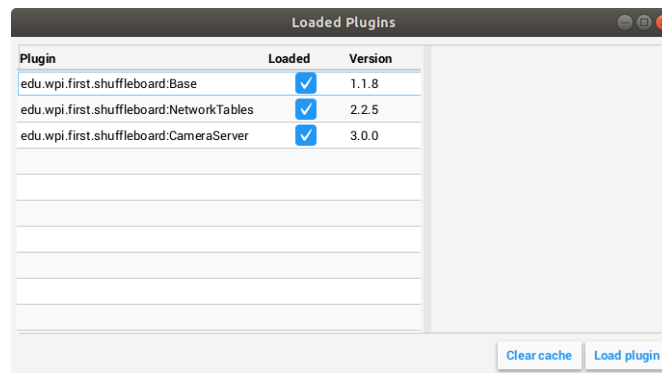 Loaded Plugins
Plugin Loaded Version
edu.wpi.first.shuffleboard:Base 1.1.8
edu.wpi.first.shuffleboard:NetworkTables 2.2.5
edu.wpi.first.shuffleboard:CameraServer 3.0.0
Clear cache Load plugin